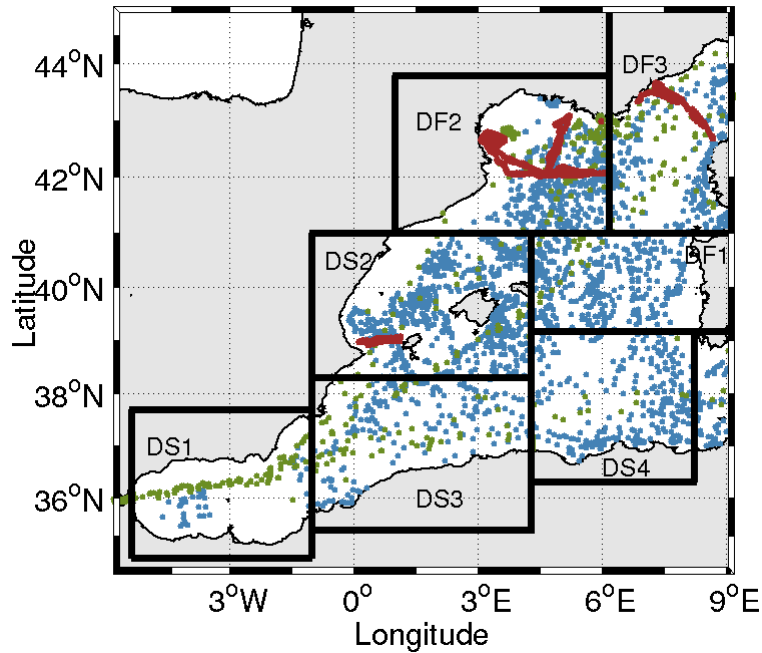 44°N
DF3
DF2
42°N
DS2
DF1
40°N
Latitude
38°N
DS1
DS4
DS3
36°N
3°W
0°
3°E
6°E
9°E
Longitude